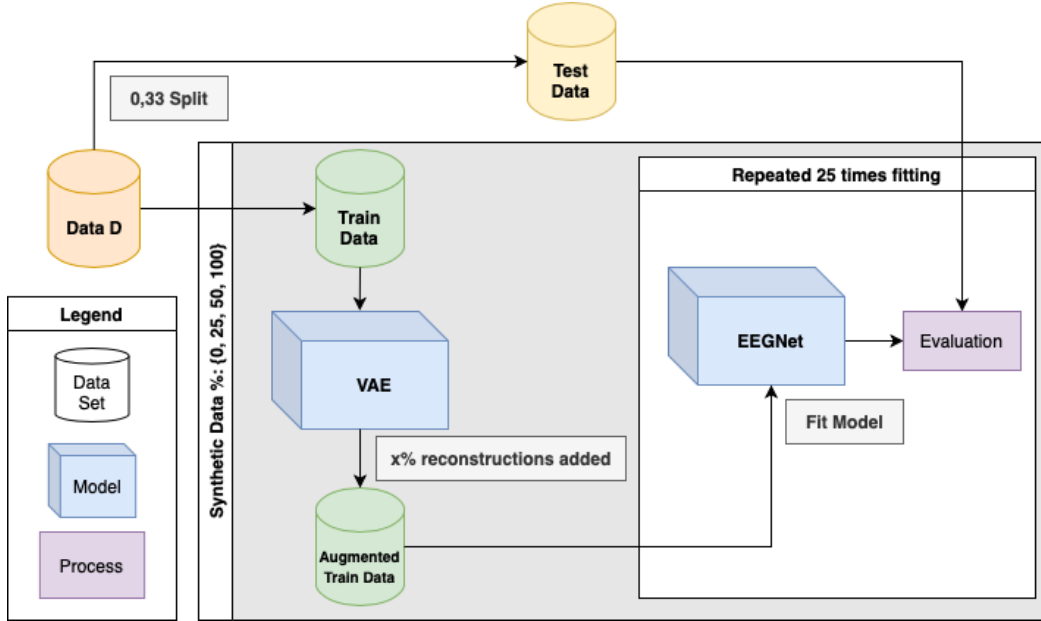 Test
Data
0,33 Split
Data D
Synthetic Data %: {0, 25, 50, 100}
Train
Data
Repeated 25 times fitting
Legend
Data
Set
Model
Process
VAE
EEGNet
Evaluation
Fit Model
x% reconstructions added
Augmented
Train Data